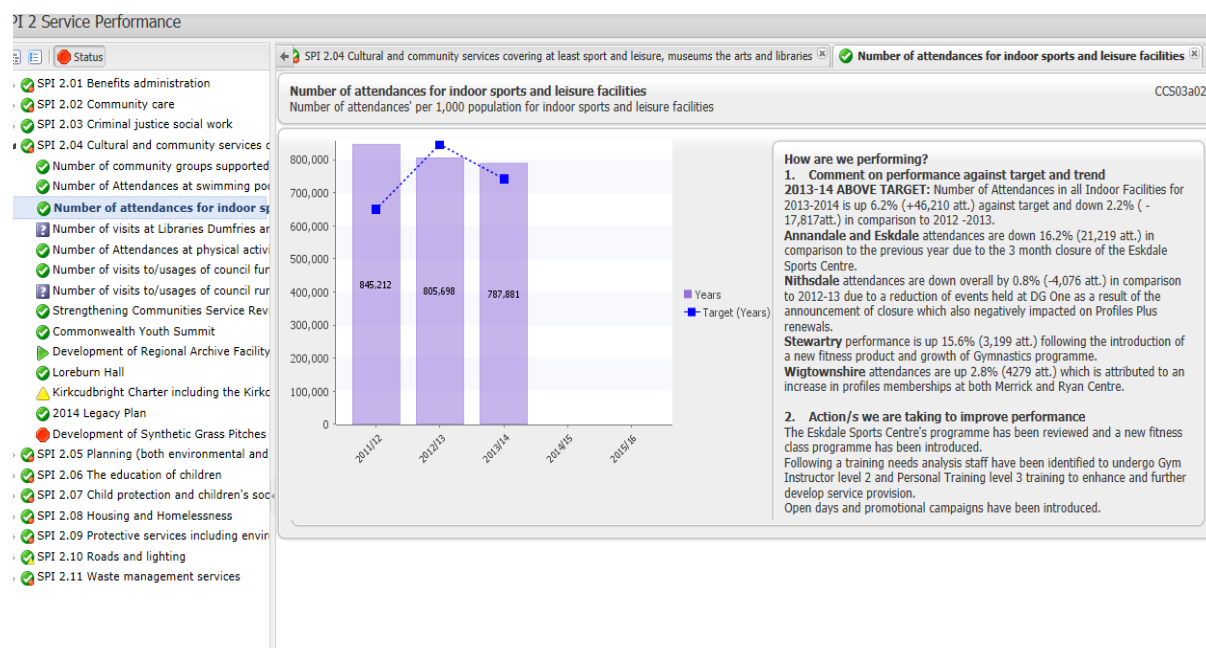 PI 2 Service Performance
Status
SPI 2.01 Benefits administration
SPI 2.02 Community care
SPI 2.03 Criminal justice social work
SPI 2.04 Cultural and community services c
Number of community groups supported
Number of Attendances at swimming poo
Number of attendances for indoor sp
Number of visits at Libraries Dumfries an
Number of Attendances at physical activi
Number of visits to/usages of council fun
Number of visits to/usages of council run
Strengthening Communities Service Rev
Commonwealth Youth Summit
Development of Regional Archive Facility
Loreburn Hall
Kirkcudbright Charter including the Kirkc
2014 Legacy Plan
Development of Synthetic Grass Pitches
SPI 2.05 Planning (both environmental and
SPI 2.06 The education of children
SPI 2.07 Child protection and children's soc
SPI 2.08 Housing and Homelessness
SPI 2.09 Protective services including envir
SPI 2.10 Roads and lighting
SPI 2.11 Waste management services
SPI 2.04 Cultural and community services covering at least sport and leisure, museums the arts and libraries
Number of attendances for indoor sports and leisure facilities
Number of attendances for indoor sports and leisure facilities
CCS03a02
Number of attendances' per 1,000 population for indoor sports and leisure facilities
800,000
700,000
600,000
500,000
400,000
300,000
200,000
100,000
0
845,212
805,698
787,881
2011/12
2012/13
2013/14
2014/15
2015/16
Years
Target (Years)
How are we performing?
1. Comment on performance against target and trend
2013-14 ABOVE TARGET: Number of Attendances in all Indoor Facilities for
2013-2014 is up 6.2% (+46,210 att.) against target and down 2.2% ( -
17,817att.) in comparison to 2012 -2013.
Annandale and Eskdale attendances are down 16.2% (21,219 att.) in
comparison to the previous year due to the 3 month closure of the Eskdale
Sports Centre.
Nithsdale attendances are down overall by 0.8% (-4,076 att.) in comparison
to 2012-13 due to a reduction of events held at DG One as a result of the
announcement of closure which also negatively impacted on Profiles Plus
renewals.
Stewartry performance is up 15.6% (3,199 att.) following the introduction of
a new fitness product and growth of Gymnastics programme.
Wigtownshire attendances are up 2.8% (4279 att.) which is attributed to an
increase in profiles memberships at both Merrick and Ryan Centre.
2. Action/s we are taking to improve performance
The Eskdale Sports Centre's programme has been reviewed and a new fitness
class programme has been introduced.
Following a training needs analysis staff have been identified to undergo Gym
Instructor level 2 and Personal Training level 3 training to enhance and further
develop service provision.
Open days and promotional campaigns have been introduced.